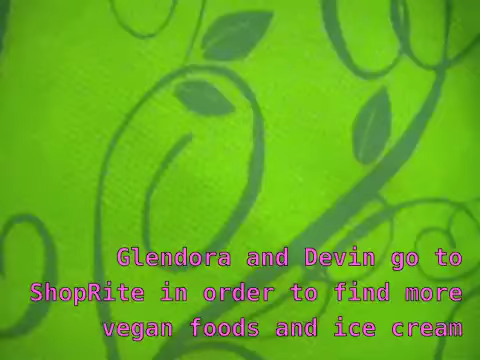 Glendora and Devin go to
ShopRite in order to find more
vegan foods and ice cream